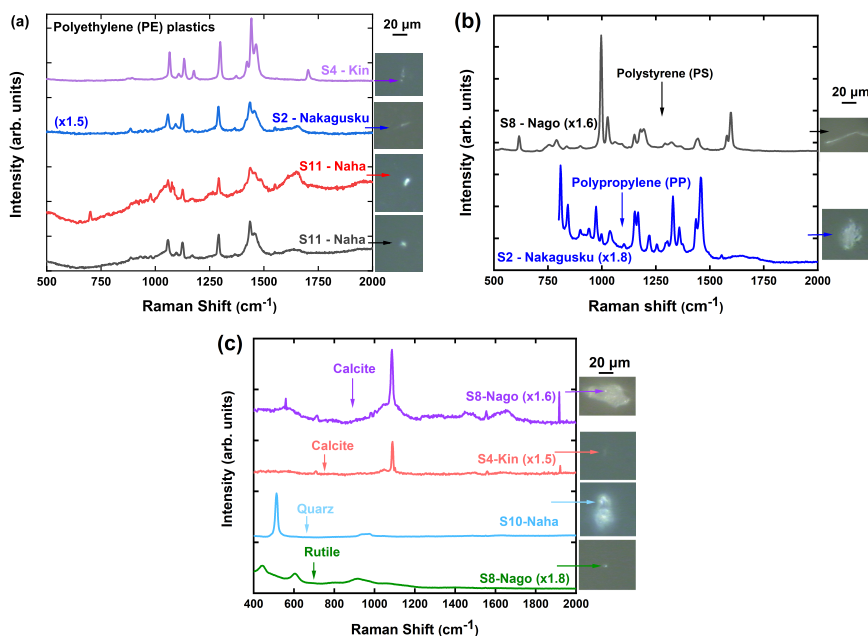 (a)
Polyethylene (PE) plastics
20 µm
S4 - Kin
(x1.5)
S2 - Nakagusku
S11 - Naha
S11 - Naha
Intensity (arb. units)
500 750 1000 1250 1500 1750 2000
Raman Shift (cm-1)
(b)
20 µm
Polystyrene (PS)
S8 - Nago (x1.6)
Polypropylene (PP)
S2 - Nakagusku (x1.8)
Intensity (arb. units)
500 1000 1500 2000
Raman shift (cm-1)
(c)
20 µm
Calcite
S8-Nago (x1.6)
Calcite
S4-Kin (x1.5)
Quarz
S10-Naha
Rutile
S8-Nago (x1.8)
Intensity (arb. units)
400 600 800 1000 1200 1400 1600 1800 2000
Raman Shift (cm-1)